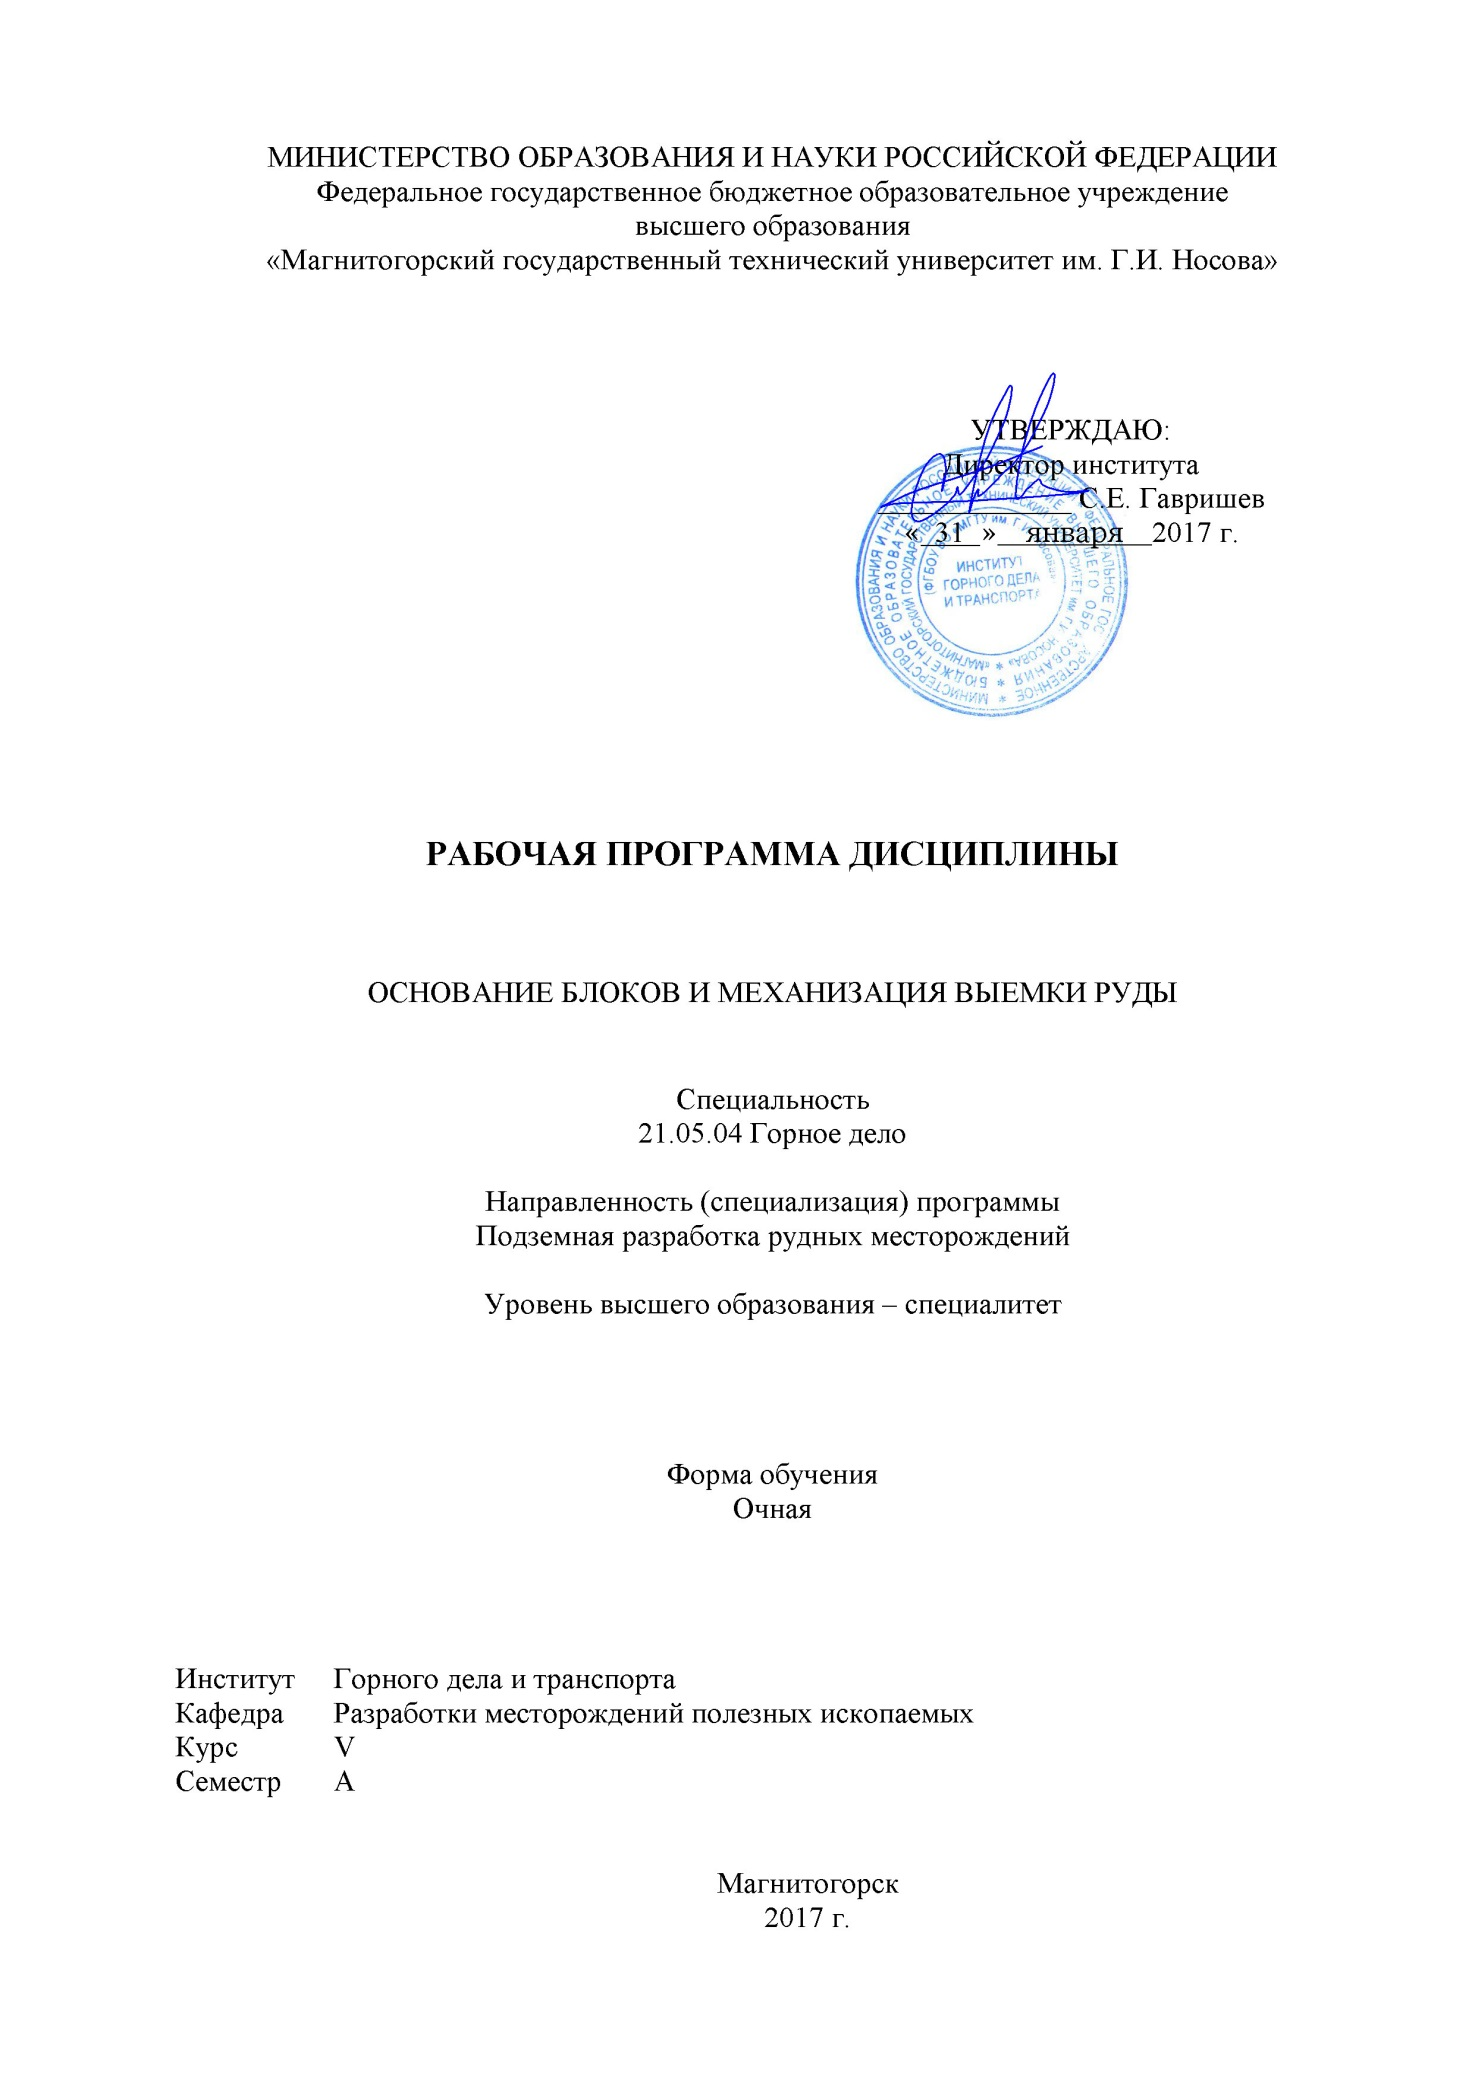 МИНИСТЕРСТВО ОБРАЗОВАНИЯ И НАУКИ РОССИЙСКОЙ ФЕДЕРАЦИИ
Федеральное государственное бюджетное образовательное учреждение
высшего образования
«Магнитогорский государственный технический университет им. Г.И. Носова»
УТВЕРЖДАЮ:
Директор института
С.Е. Гавришев
«_31_»__января__2017 г.
ИНСТИТУТ
ГОРНОГО ДЕЛА
И ТРАНСПОРТА
РАБОЧАЯ ПРОГРАММА ДИСЦИПЛИНЫ
ОСНОВАНИЕ БЛОКОВ И МЕХАНИЗАЦИЯ ВЫЕМКИ РУДЫ
Специальность
21.05.04 Горное дело
Направленность (специализация) программы
Подземная разработка рудных месторождений
Уровень высшего образования – специалитет
Форма обучения
Очная
Институт Горного дела и транспорта
Кафедра Разработки месторождений полезных ископаемых
Курс V
Семестр А
Магнитогорск
2017 г.